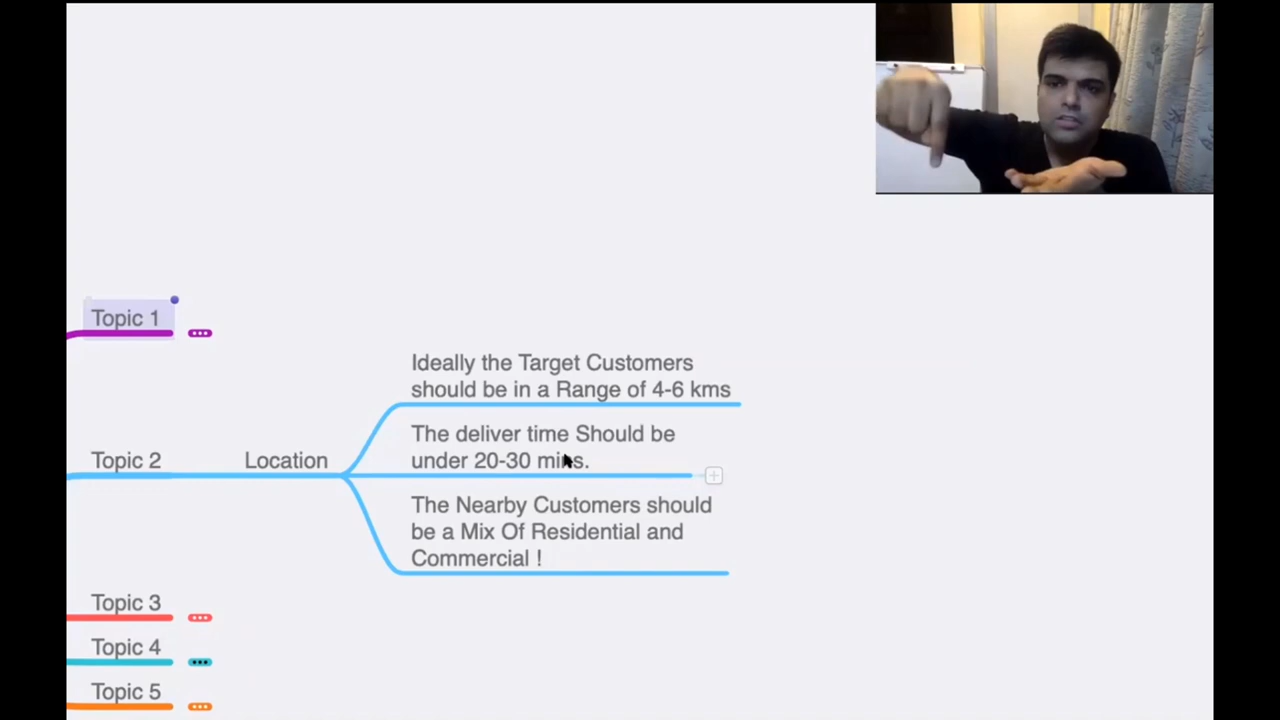 Topic 1
Ideally the Target Customers
should be in a Range of 4-6 kms
The deliver time Should be
under 20-30 mins.
Topic 2
Location
The Nearby Customers should
be a Mix Of Residential and
Commercial !
Topic 3
Topic 4
Topic 5